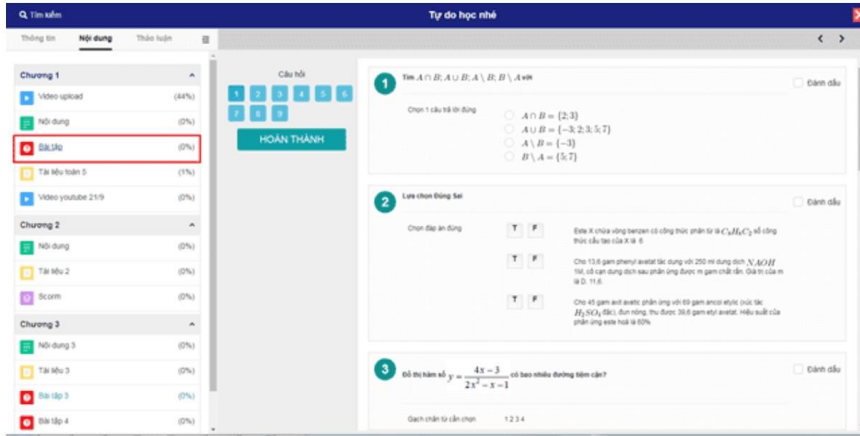 Tìm kiếm
Tự do học nhé
Thông tin Nội dung Thảo luận
Chương 1
Video upload (44%)
Nội dung (0%)
Bài tập (0%)
Tài liệu toán 5 (1%)
Video youtube 21/9 (0%)
Chương 2
Nội dung (0%)
Tài liệu 2 (0%)
Scorm (0%)
Chương 3
Nội dung 3 (0%)
Tài liệu 3 (0%)
Bài tập 3 (0%)
Bài tập 4 (0%)
Câu hỏi
1 2 3 4 5 6
7 8 9
HOÀN THÀNH
1 Tìm A ∩ B; A ∪ B; A \ B; B \ A với
Đánh dấu
Chọn 1 câu trả lời đúng
A ∩ B = {2;3}
A ∪ B = {-3;2;3;5;7}
A \ B = {-3}
B \ A = {5;7}
2 Lựa chọn Đúng Sai
Đánh dấu
Chọn đáp án đúng
T F Este X chứa vòng benzen có công thức phân tử là C₈H₈C₂ số công
thức cấu tạo của X là 6
T F Cho 13,6 gam phenyl axetat tác dụng với 250 ml dung dịch NAOH
1M, cô cạn dung dịch sau phản ứng được m gam chất rắn. Giá trị của m
là D. 11,6.
T F Cho 45 gam axit axetic phản ứng với 69 gam ancol etylic (xúc tác
H₂SO₄ đặc), đun nóng, thu được 39,6 gam etyl axetat. Hiệu suất của
phản ứng este hoá là 60%
3 Đồ thị hàm số y = (4x − 3)/(2x² − x − 1) có bao nhiêu đường tiệm cận?
Đánh dấu
Gạch chân từ cần chọn 1 2 3 4